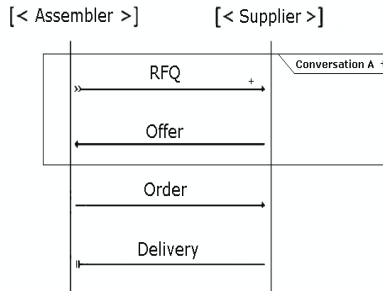 [< Assembler >] [< Supplier >]
Conversation A +
RFQ
+
Offer
Order
Delivery